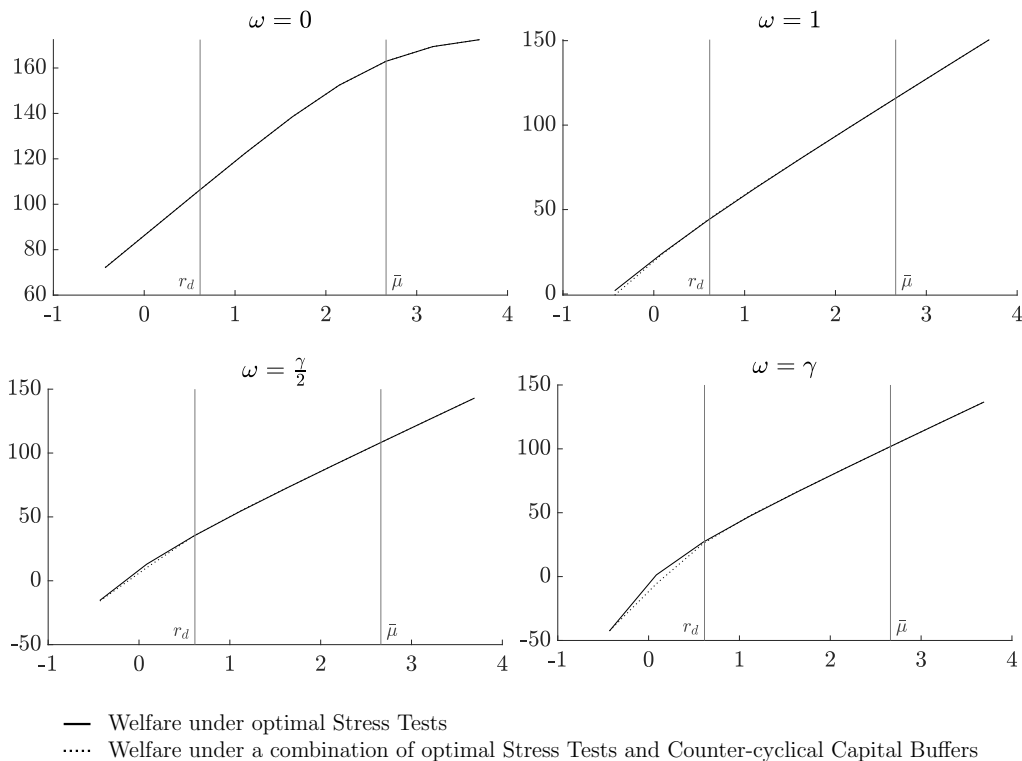 ω = 0
160
140
120
100
80
60
r_d
μ̄
-1 0 1 2 3 4
ω = 1
150
100
50
0
r_d
μ̄
-1 0 1 2 3 4
ω = γ/2
150
100
50
0
-50
r_d
μ̄
-1 0 1 2 3 4
ω = γ
150
100
50
0
-50
r_d
μ̄
-1 0 1 2 3 4
Welfare under optimal Stress Tests
Welfare under a combination of optimal Stress Tests and Counter-cyclical Capital Buffers